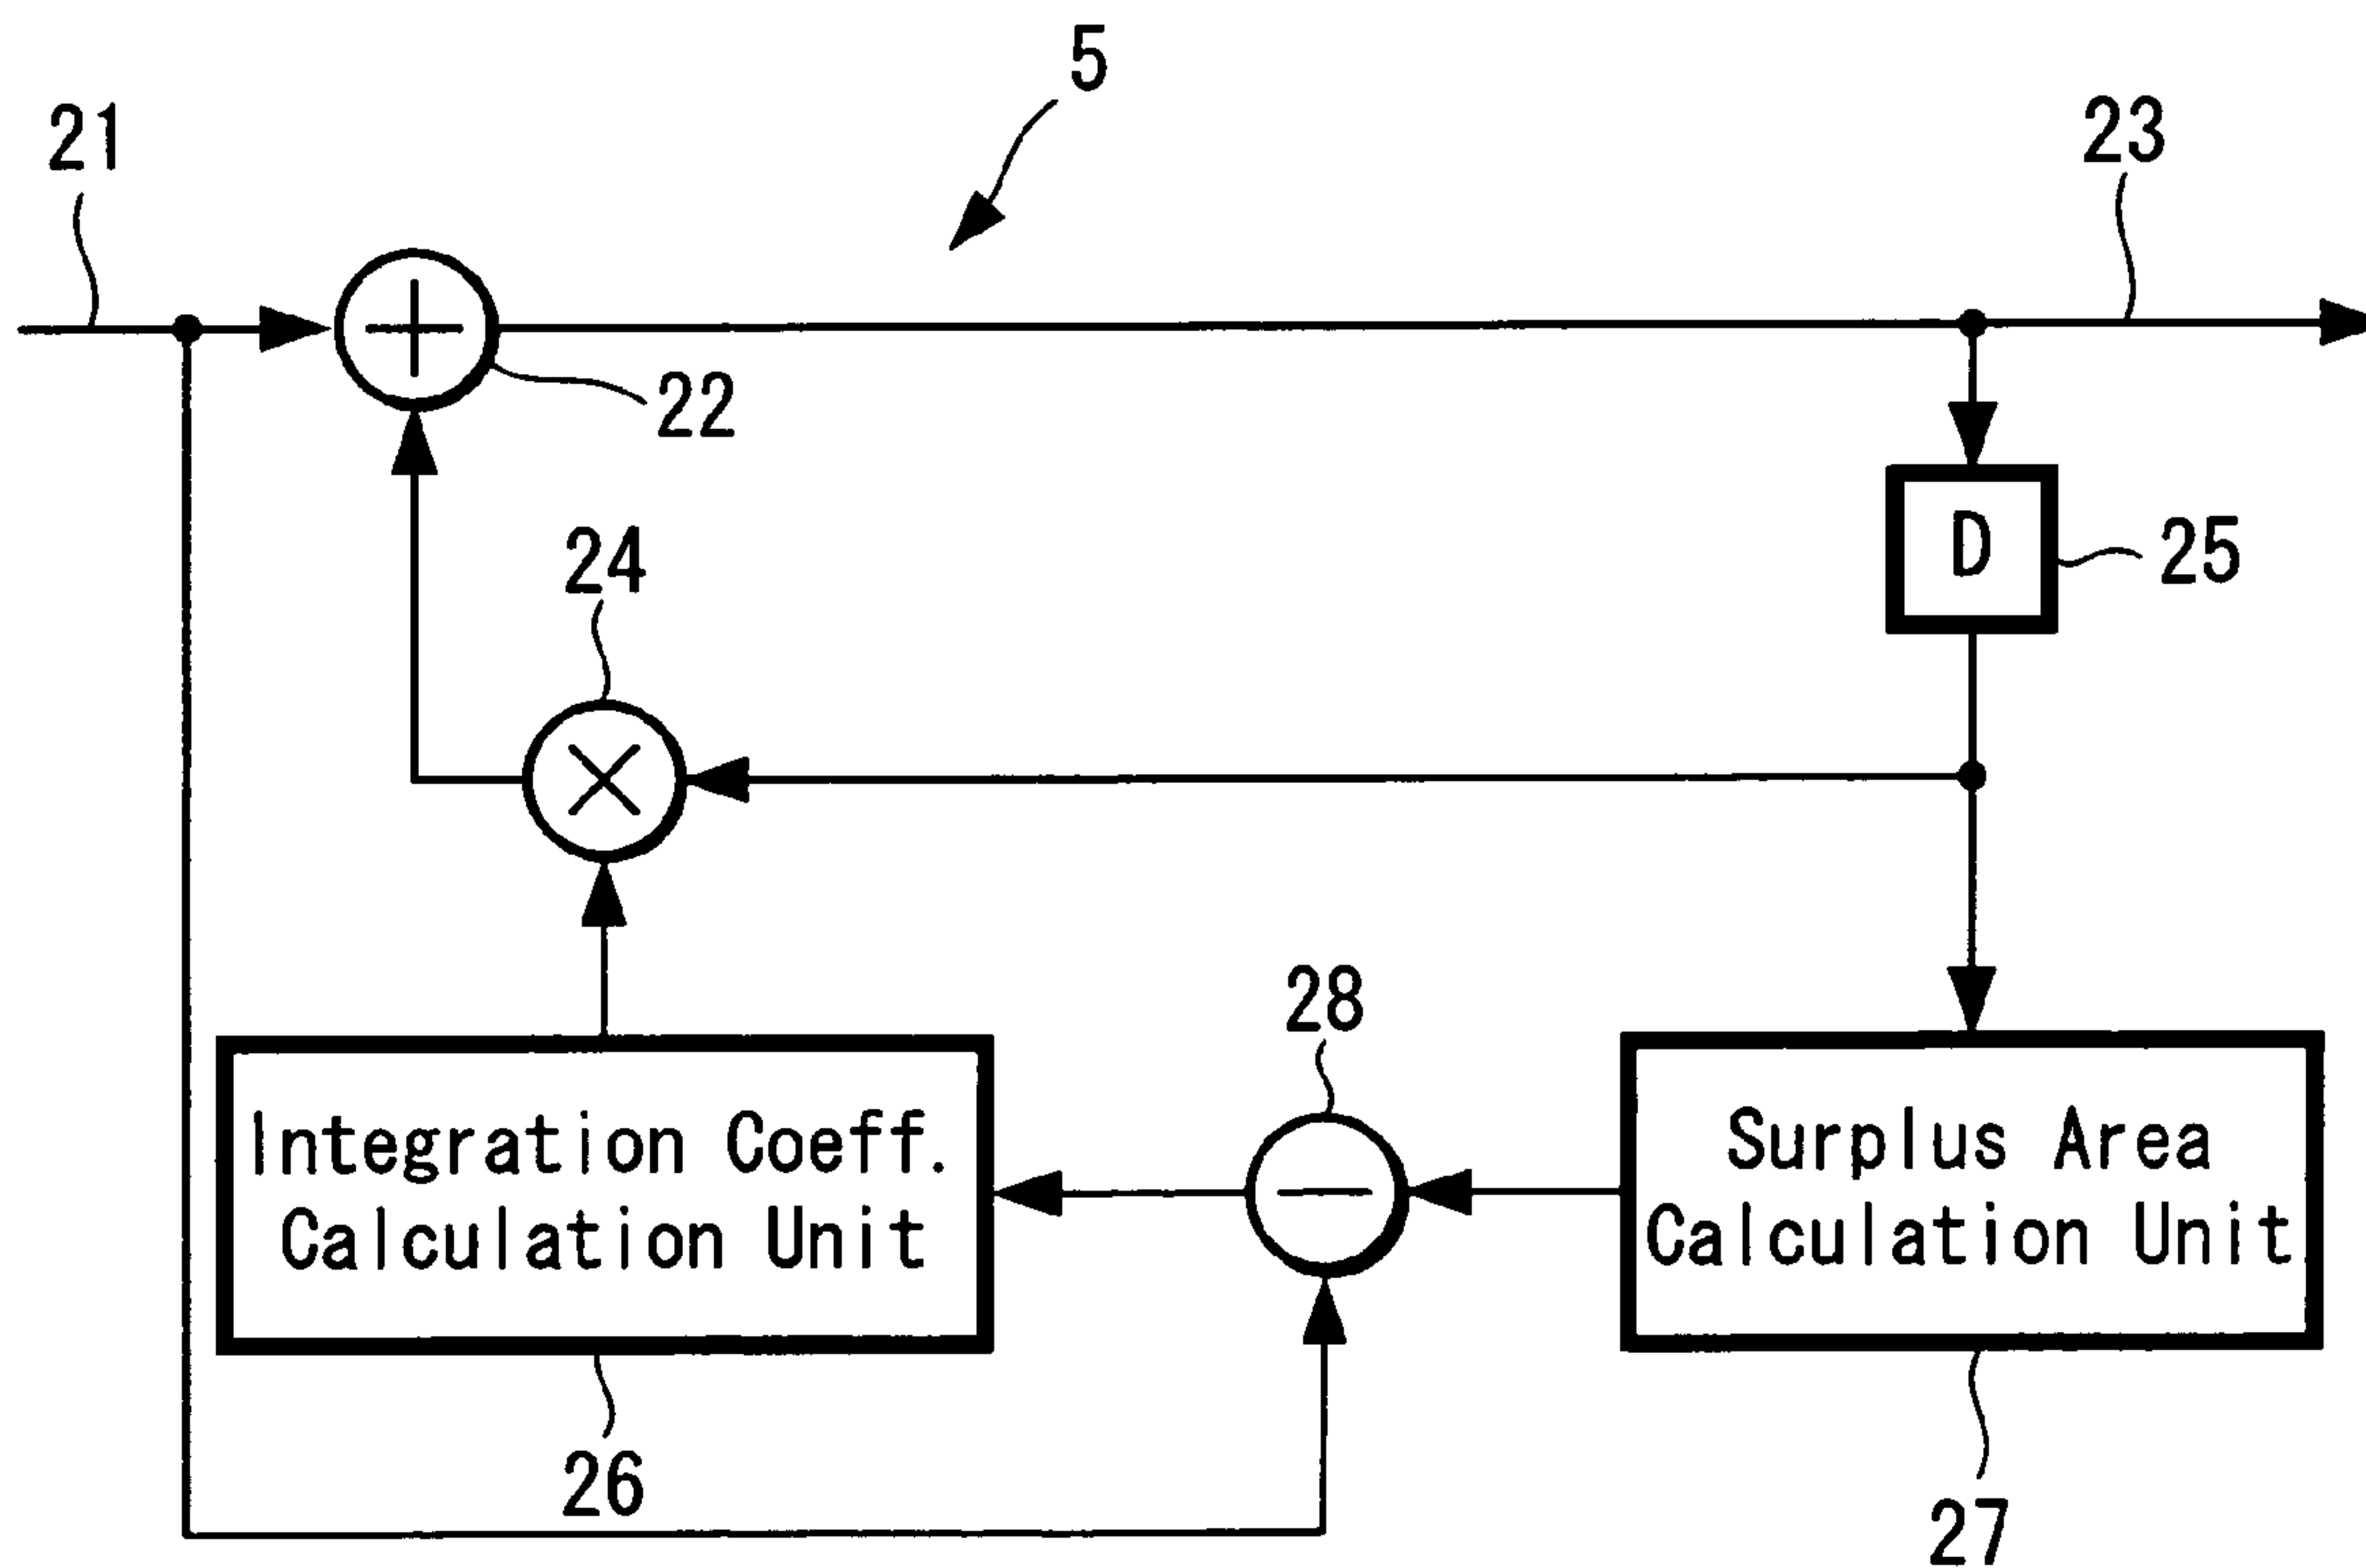 5
21
23
22
24
D
25
28
Integration Coeff.
Calculation Unit
Surplus Area
Calculation Unit
26
27